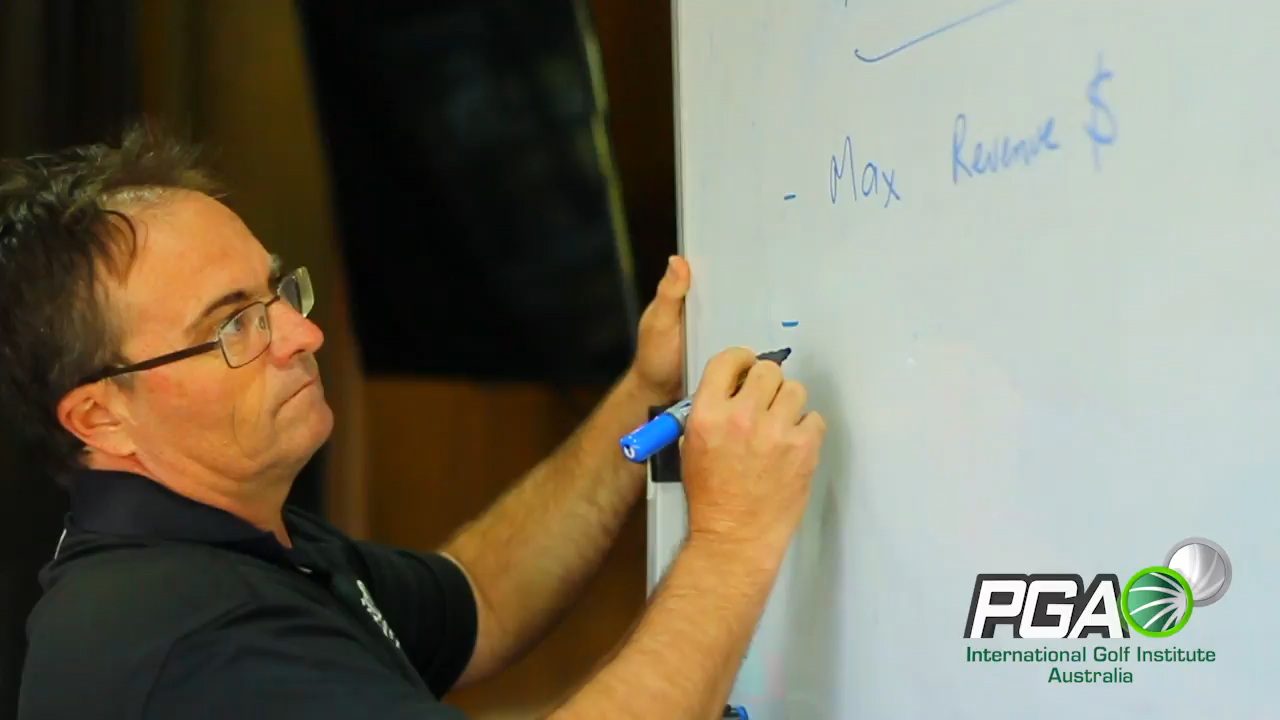 - Max Revenue $
-
PGA
International Golf Institute
Australia